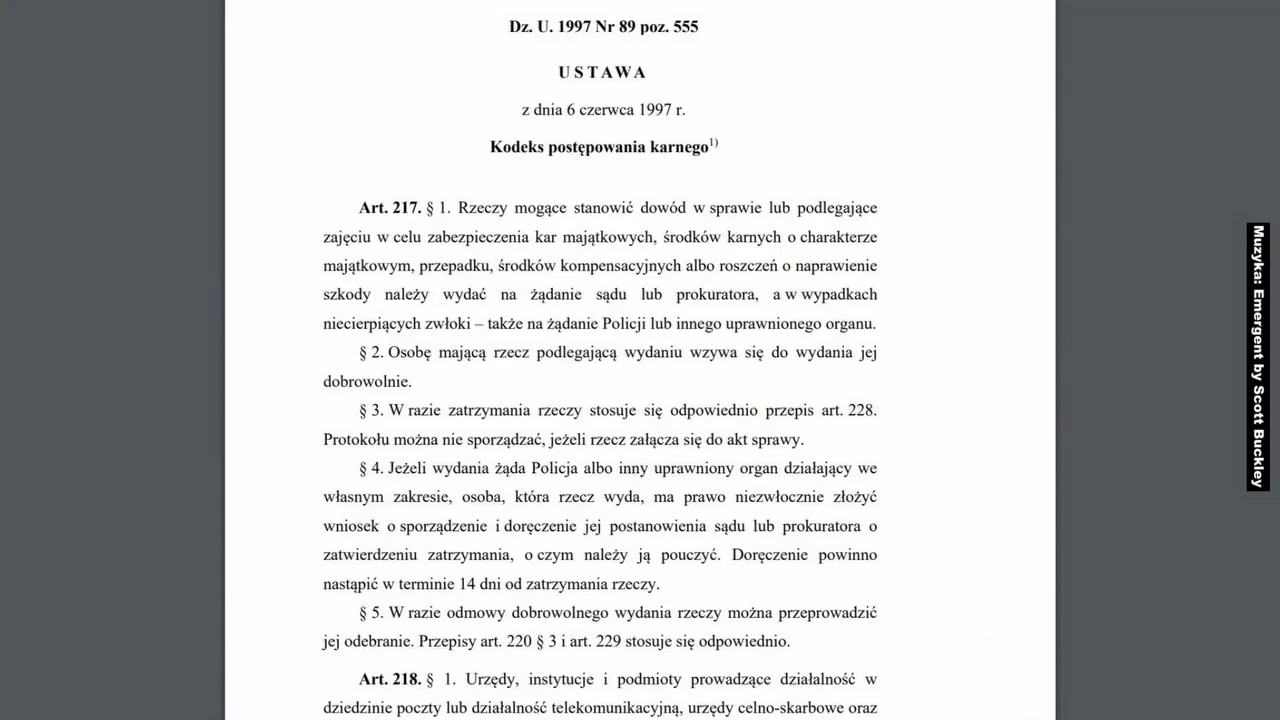 Dz. U. 1997 Nr 89 poz. 555
USTAWA
z dnia 6 czerwca 1997 r.
Kodeks postępowania karnego1)
Art. 217. § 1. Rzeczy mogące stanowić dowód w sprawie lub podlegające
zajęciu w celu zabezpieczenia kar majątkowych, środków karnych o charakterze
majątkowym, przepadku, środków kompensacyjnych albo roszczeń o naprawienie
szkody należy wydać na żądanie sądu lub prokuratora, a w wypadkach
niecierpiących zwłoki – także na żądanie Policji lub innego uprawnionego organu.
§ 2. Osobę mającą rzecz podlegającą wydaniu wzywa się do wydania jej
dobrowolnie.
§ 3. W razie zatrzymania rzeczy stosuje się odpowiednio przepis art. 228.
Protokołu można nie sporządzać, jeżeli rzecz załącza się do akt sprawy.
§ 4. Jeżeli wydania żąda Policja albo inny uprawniony organ działający we
własnym zakresie, osoba, która rzecz wyda, ma prawo niezwłocznie złożyć
wniosek o sporządzenie i doręczenie jej postanowienia sądu lub prokuratora o
zatwierdzeniu zatrzymania, o czym należy ją pouczyć. Doręczenie powinno
nastąpić w terminie 14 dni od zatrzymania rzeczy.
§ 5. W razie odmowy dobrowolnego wydania rzeczy można przeprowadzić
jej odebranie. Przepisy art. 220 § 3 i art. 229 stosuje się odpowiednio.
Art. 218. § 1. Urzędy, instytucje i podmioty prowadzące działalność w
dziedzinie poczty lub działalność telekomunikacyjną, urzędy celno-skarbowe oraz
Muzyka: Emergent by Scott Buckley